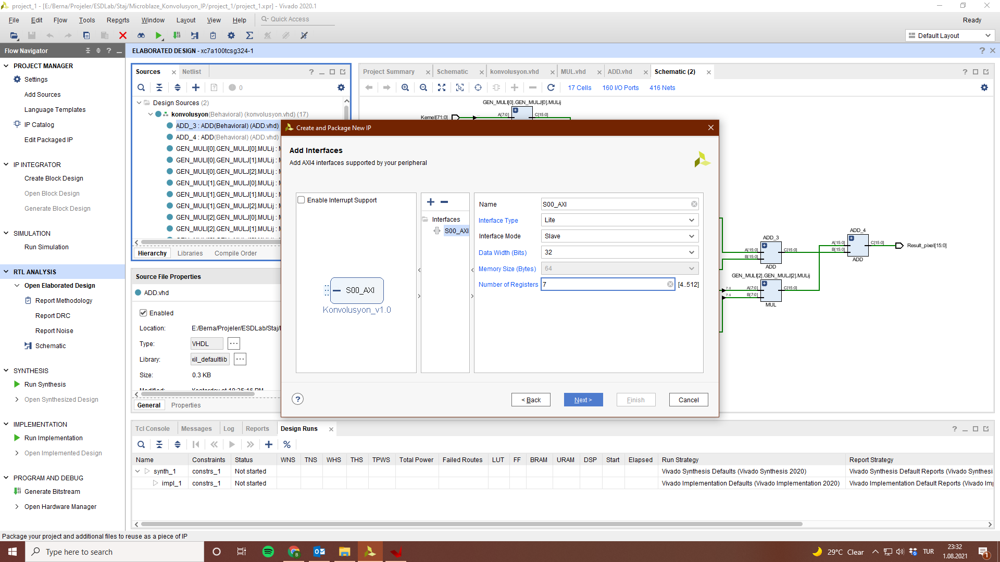 project_1 - [E:/Berna/Projeler/ESDLab/Staj/Microblaze_Konvolusyon_IP/project_1/project_1.xpr] - Vivado 2020.1
File Edit Flow Tools Reports Window Layout View Help Quick Access Ready
Default Layout
Flow Navigator
ELABORATED DESIGN - xc7a100tcsg324-1
PROJECT MANAGER
Settings
Add Sources
Language Templates
IP Catalog
Edit Packaged IP
IP INTEGRATOR
Create Block Design
Open Block Design
Generate Block Design
SIMULATION
Run Simulation
RTL ANALYSIS
Open Elaborated Design
Report Methodology
Report DRC
Report Noise
Schematic
SYNTHESIS
Run Synthesis
Open Synthesized Design
IMPLEMENTATION
Run Implementation
Open Implemented Design
PROGRAM AND DEBUG
Generate Bitstream
Open Hardware Manager
Sources Netlist
0
Design Sources (2)
konvolusyon(Behavioral) (konvolusyon.vhd) (17)
ADD_3 : ADD(Behavioral) (ADD.vhd)
ADD_4 : ADD(Behavioral) (ADD.vhd)
GEN_MULI[0].GEN_MULJ[0].MULij :
GEN_MULI[0].GEN_MULJ[1].MULij :
GEN_MULI[0].GEN_MULJ[2].MULij :
GEN_MULI[1].GEN_MULJ[0].MULij :
GEN_MULI[1].GEN_MULJ[1].MULij :
GEN_MULI[1].GEN_MULJ[2].MULij :
GEN_MULI[2].GEN_MULJ[0].MULij :
GEN_MULI[2].GEN_MULJ[1].MULij :
Hierarchy Libraries Compile Order
Source File Properties
ADD.vhd
Enabled
Location: E:/Berna/Projeler/ESDLab/Staj/
Type: VHDL ...
Library: xil_defaultlib ...
Size: 0.3 KB
Modified: Yesterday at 18:25:16 PM
General Properties
Project Summary Schematic konvolusyon.vhd MUL.vhd ADD.vhd Schematic (2)
17 Cells 160 I/O Ports 416 Nets
GEN_MULI[0].GEN_MULJ[0].MULij
Kernel[71:0] A[7:0] C[15:0]
ADD_3
A[15:0] C[15:0]
B[15:0]
ADD
ADD_4
A[15:0] C[15:0] Result_pixel[15:0]
B[15:0]
ADD
GEN_MULI[2].GEN_MULJ[2].MULij
7:0 A[7:0] C[15:0]
7:0 B[7:0]
MUL
Create and Package New IP
Add Interfaces
Add AXI4 interfaces supported by your peripheral
Enable Interrupt Support
S00_AXI
Konvolusyon_v1.0
Interfaces
S00_AXI
Name S00_AXI
Interface Type Lite
Interface Mode Slave
Data Width (Bits) 32
Memory Size (Bytes) 64
Number of Registers 7 [4..512]
? < Back Next > Finish Cancel
Tcl Console Messages Log Reports Design Runs
Name Constraints Status WNS TNS WHS THS TPWS Total Power Failed Routes LUT FF BRAM URAM DSP Start Elapsed Run Strategy Report Strategy
synth_1 constrs_1 Not started Vivado Synthesis Defaults (Vivado Synthesis 2020) Vivado Synthesis Default Reports (Vivado Synthesi
impl_1 constrs_1 Not started Vivado Implementation Defaults (Vivado Implementation 2020) Vivado Implementation Default Reports (Vivado Im
Package your project and additional files to reuse as a piece of IP
Type here to search
29°C Clear TUR 23:32
1.08.2021
1